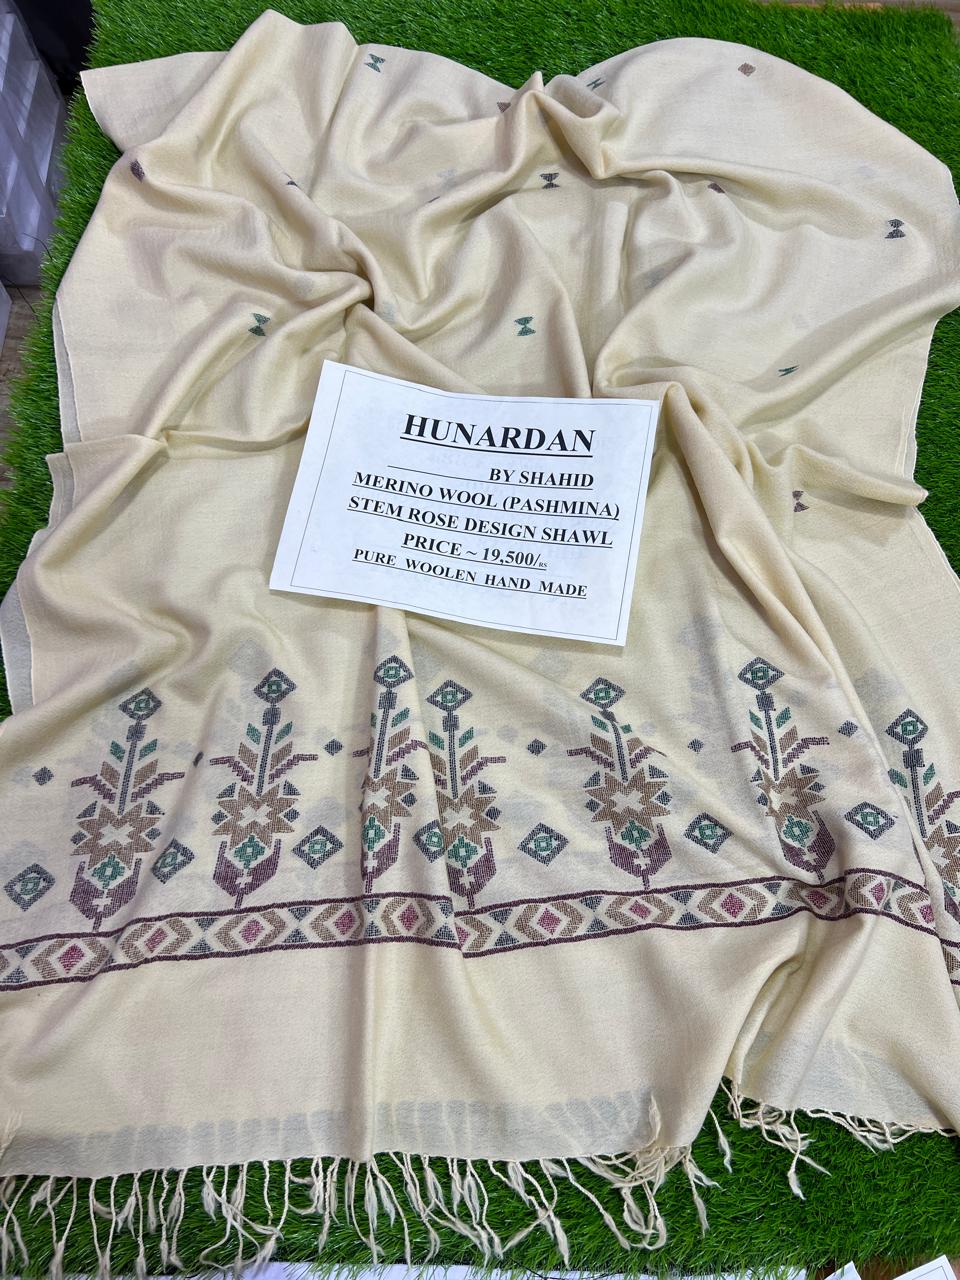 HUNARDAN
BY SHAHID
MERINO WOOL (PASHMINA)
STEM ROSE DESIGN SHAWL
PRICE ~ 19,500/RS
PURE WOOLEN HAND MADE